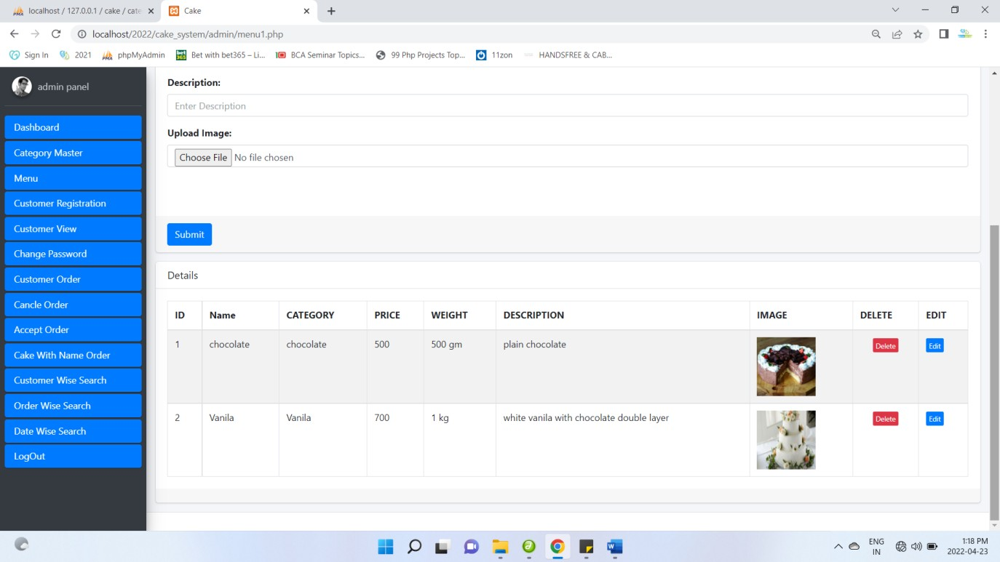 localhost / 127.0.0.1 / cake / cate
Cake
localhost/2022/cake_system/admin/menu1.php
Sign In 2021 phpMyAdmin bet365 Bet with bet365 – Li... BCA Seminar Topics... 99 Php Projects Top... 11zon HANDSFREE & CAB...
admin panel
Dashboard
Category Master
Menu
Customer Registration
Customer View
Change Password
Customer Order
Cancle Order
Accept Order
Cake With Name Order
Customer Wise Search
Order Wise Search
Date Wise Search
LogOut
Description:
Enter Description
Upload Image:
Choose File No file chosen
Submit
Details
ID Name CATEGORY PRICE WEIGHT DESCRIPTION IMAGE DELETE EDIT
1 chocolate chocolate 500 500 gm plain chocolate Delete Edit
2 Vanila Vanila 700 1 kg white vanila with chocolate double layer Delete Edit
ENG
IN
1:18 PM
2022-04-23